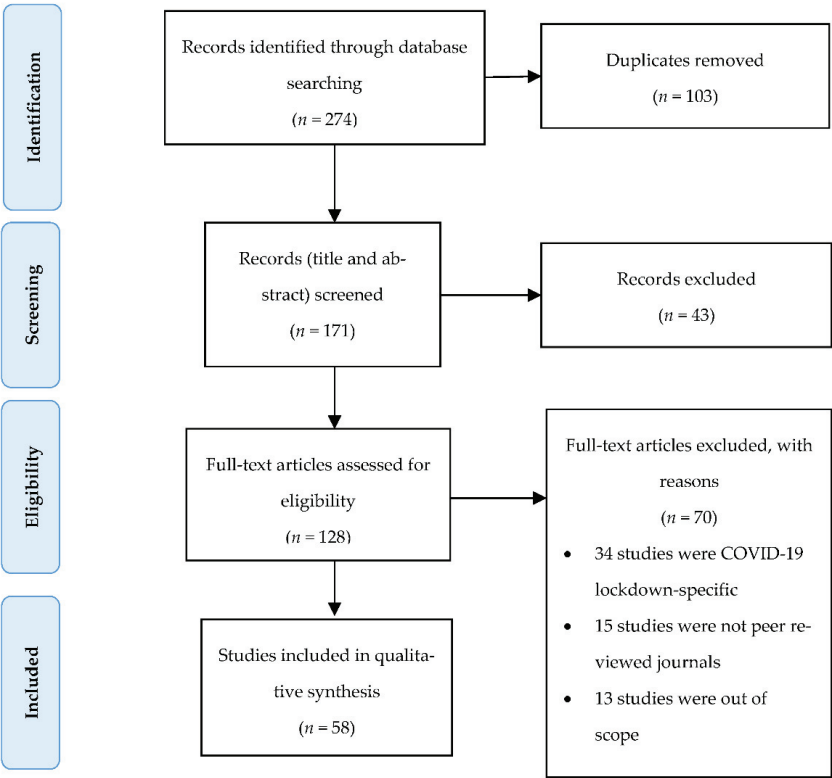 Identification
Records identified through database
searching
(n = 274)
Duplicates removed
(n = 103)
Screening
Records (title and ab-
stract) screened
(n = 171)
Records excluded
(n = 43)
Eligibility
Full-text articles assessed for
eligibility
(n = 128)
Full-text articles excluded, with
reasons
(n = 70)
• 34 studies were COVID-19
lockdown-specific
• 15 studies were not peer re-
viewed journals
• 13 studies were out of
scope
Included
Studies included in qualita-
tive synthesis
(n = 58)